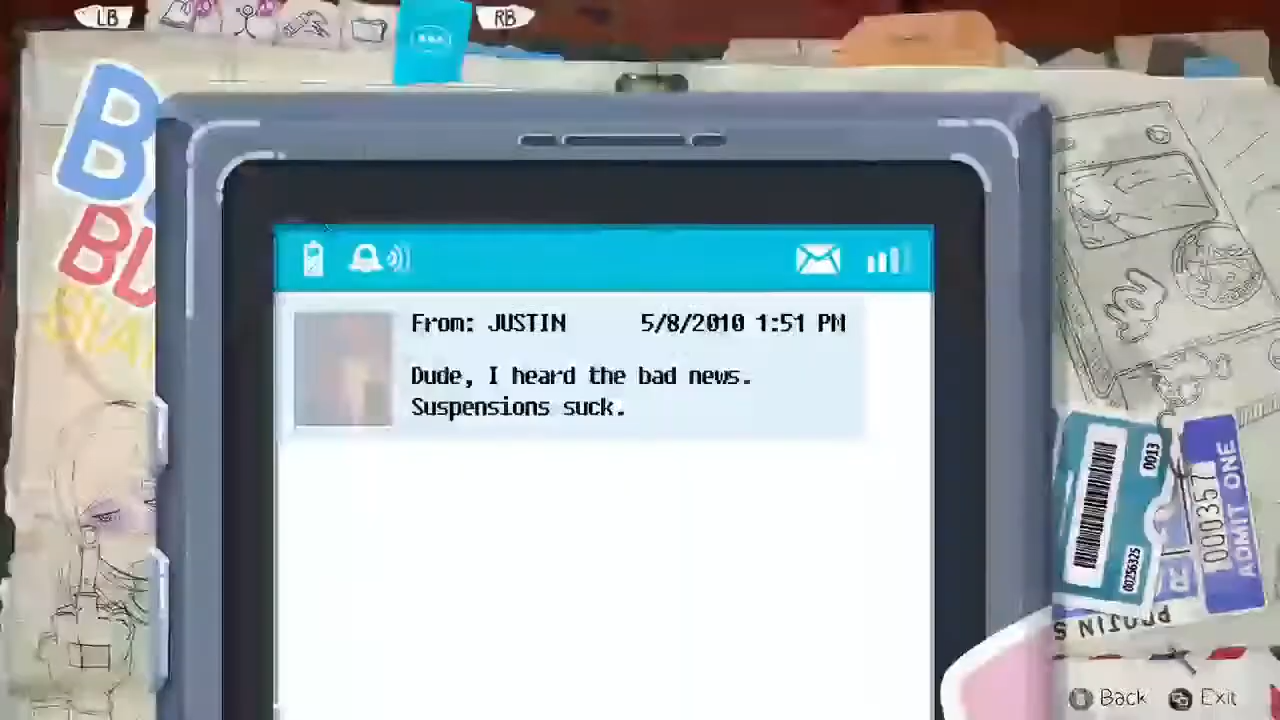 LB
RB
From: JUSTIN 5/8/2010 1:51 PM
Dude, I heard the bad news.
Suspensions suck.
0013
00256325
000357
ADMIT ONE
Back
Exit